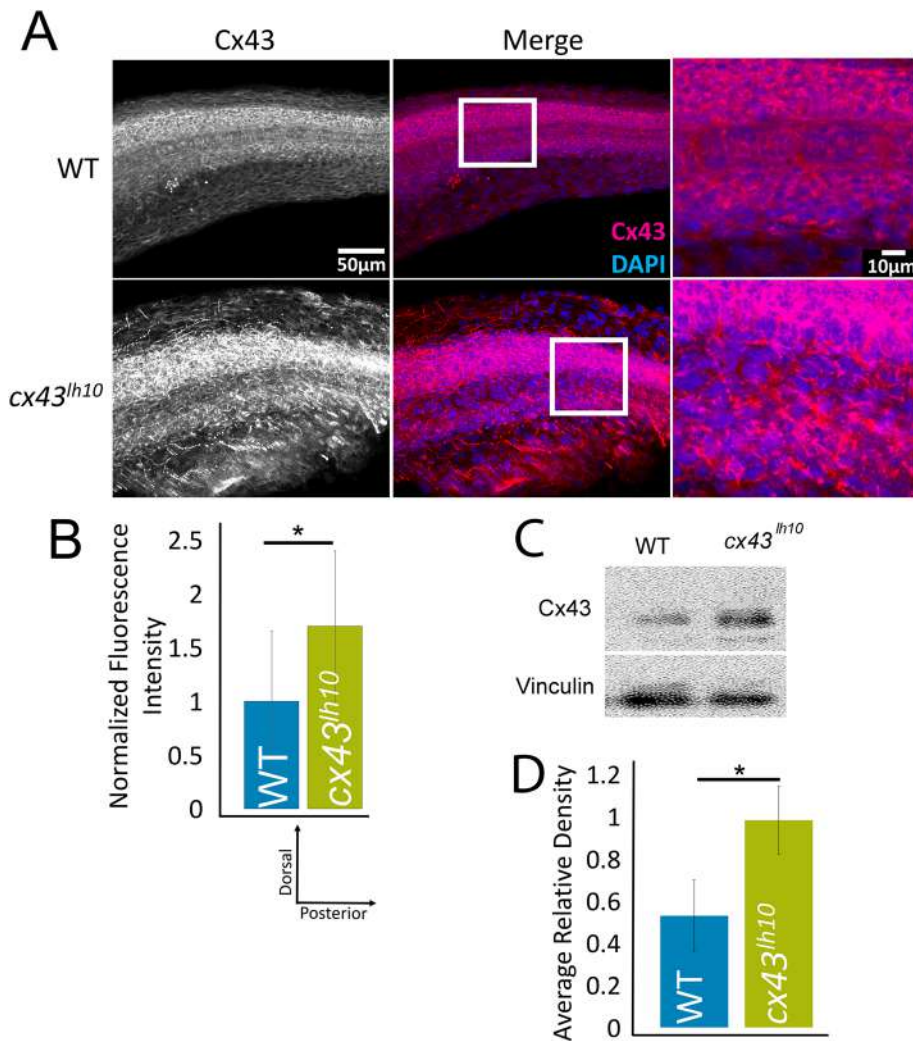 A
Cx43
Merge
WT
50µm
Cx43
DAPI
10µm
cx43lh10
B
Normalized Fluorescence
Intensity
2.5
2
1.5
1
0.5
0
*
WT
cx43lh10
Dorsal
Posterior
C
WT
cx43lh10
Cx43
Vinculin
D
Average Relative Density
1.2
1
0.8
0.6
0.4
0.2
0
*
WT
cx43lh10